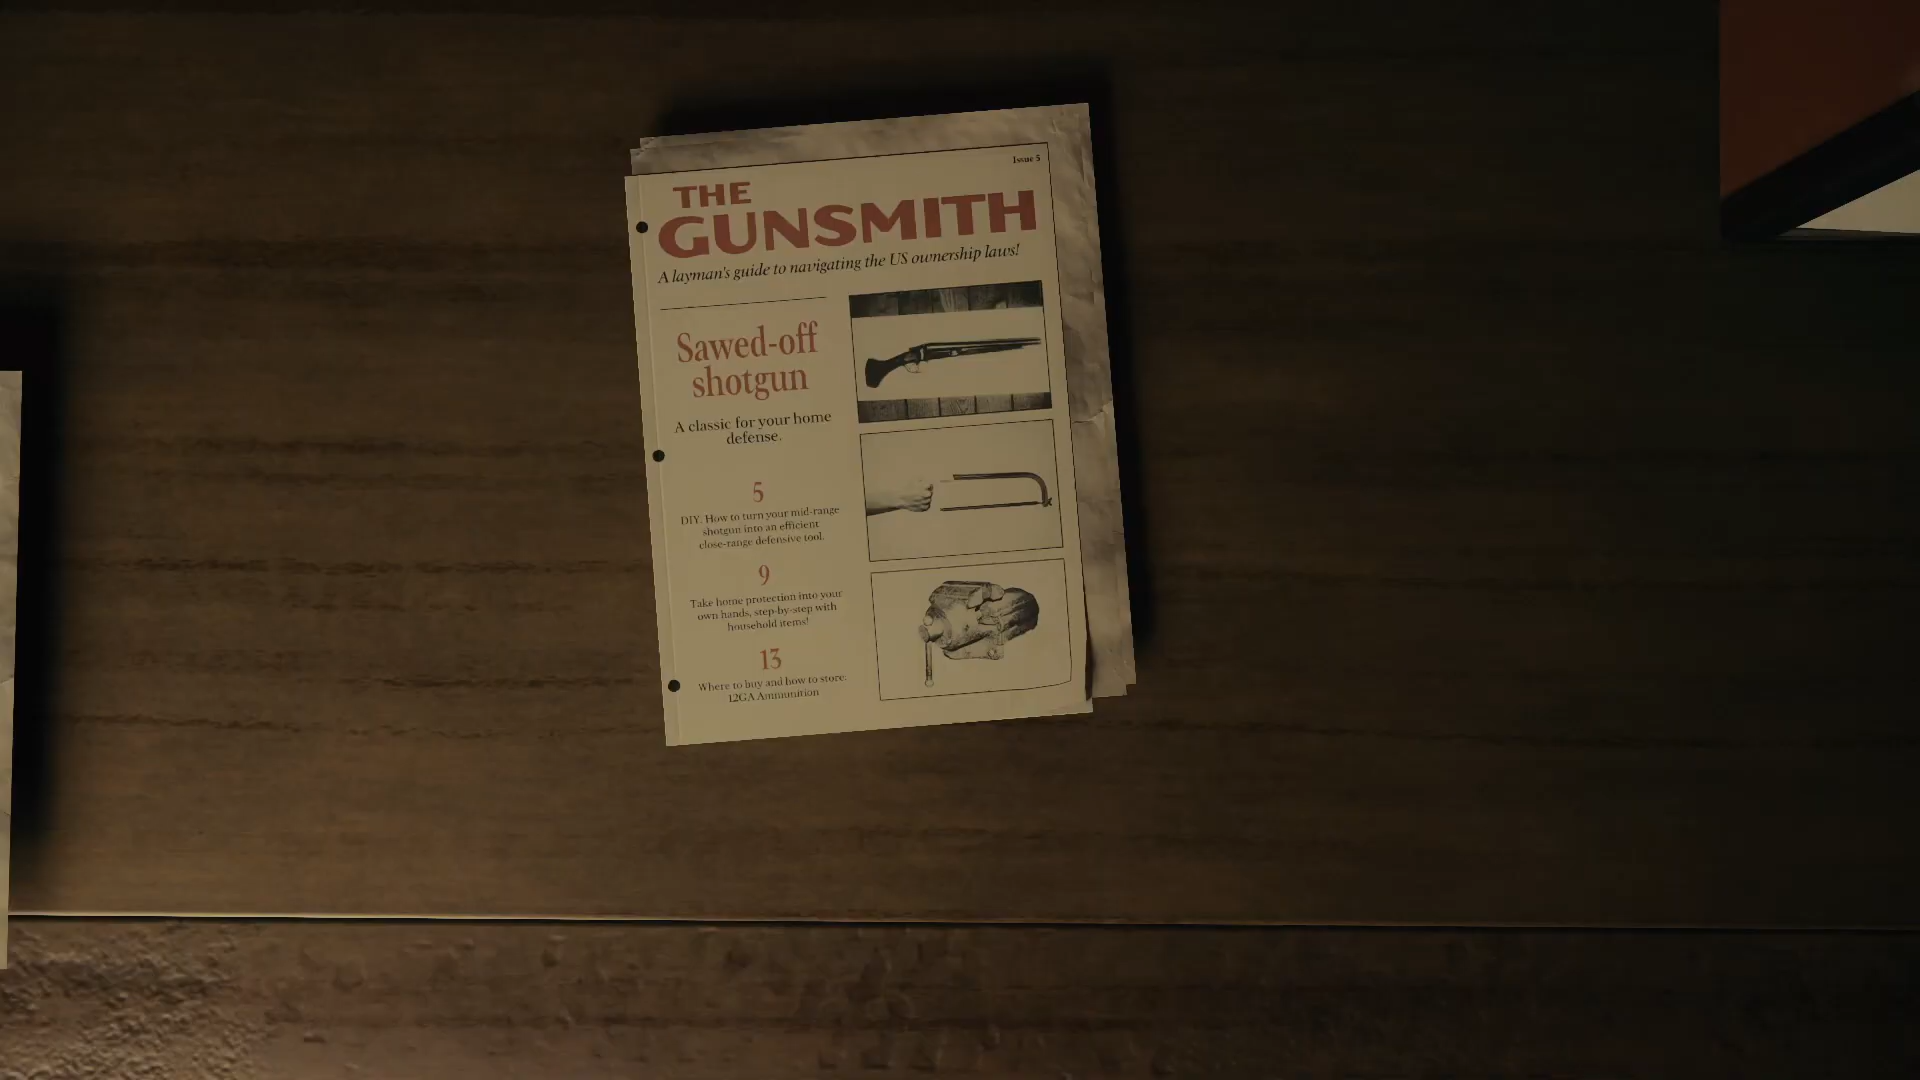 Issue 5
THE
GUNSMITH
A layman's guide to navigating the US ownership laws!
Sawed-off
shotgun
A classic for your home
defense.
5
DIY. How to turn your mid-range
shotgun into an efficient
close-range defensive tool.
9
Take home protection into your
own hands, step-by-step with
household items!
13
Where to buy and how to store:
12GA Ammunition